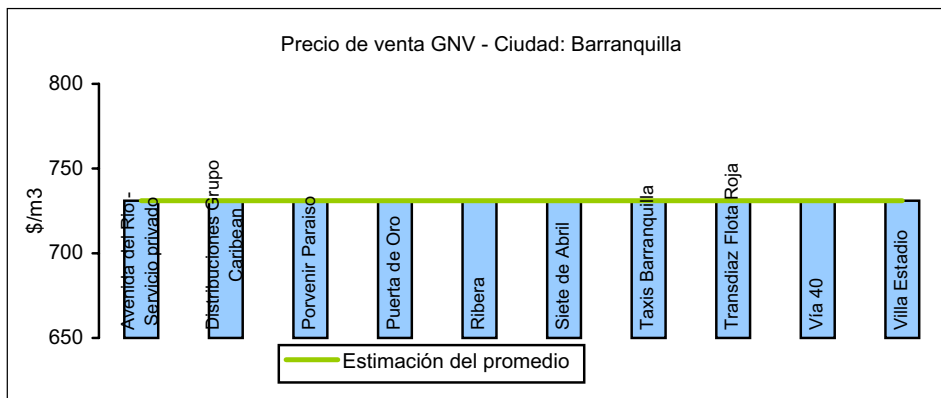 Precio de venta GNV - Ciudad: Barranquilla
800
750
700
650
$/m3
Avenida del Rio -
Servicio privado
Distribuciones Grupo
Caribean
Porvenir Paraiso
Puerta de Oro
Ribera
Siete de Abril
Taxis Barranquilla
Transdiaz Flota Roja
Vía 40
Villa Estadio
Estimación del promedio